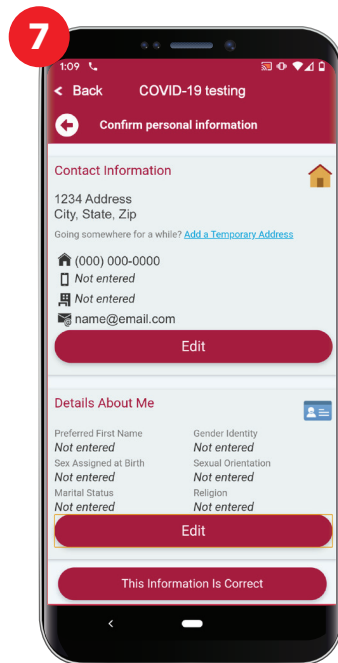 7
1:09
< Back COVID-19 testing
Confirm personal information
Contact Information
1234 Address
City, State, Zip
Going somewhere for a while? Add a Temporary Address
(000) 000-0000
Not entered
Not entered
name@email.com
Edit
Details About Me
Preferred First Name Gender Identity
Not entered Not entered
Sex Assigned at Birth Sexual Orientation
Not entered Not entered
Marital Status Religion
Not entered Not entered
Edit
This Information Is Correct